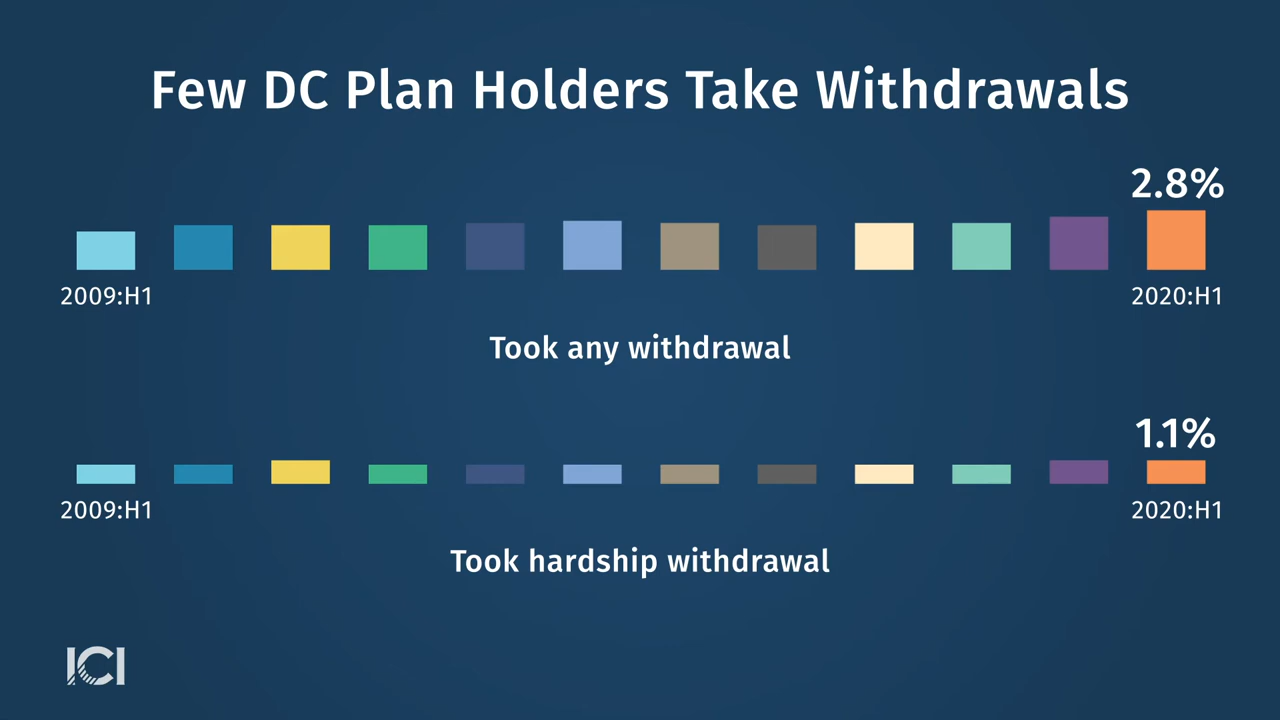 Few DC Plan Holders Take Withdrawals
2.8%
2009:H1 2020:H1
Took any withdrawal
1.1%
2009:H1 2020:H1
Took hardship withdrawal
ICI